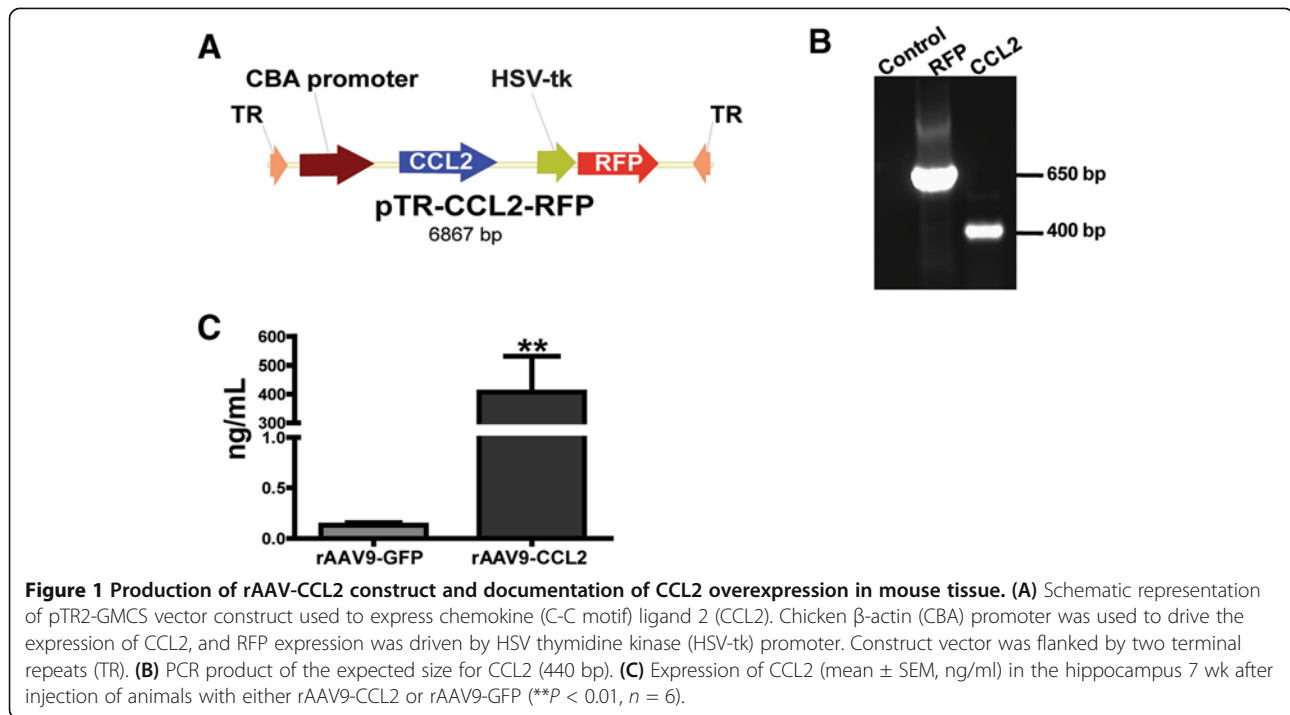 A
CBA promoter
HSV-tk
TR
TR
CCL2
RFP
pTR-CCL2-RFP
6867 bp
B
Control
RFP
CCL2
650 bp
400 bp
C
ng/mL
600
500
400
300
1.0
0.5
0.0
**
rAAV9-GFP
rAAV9-CCL2
Figure 1 Production of rAAV-CCL2 construct and documentation of CCL2 overexpression in mouse tissue. (A) Schematic representation
of pTR2-GMCS vector construct used to express chemokine (C-C motif) ligand 2 (CCL2). Chicken β-actin (CBA) promoter was used to drive the
expression of CCL2, and RFP expression was driven by HSV thymidine kinase (HSV-tk) promoter. Construct vector was flanked by two terminal
repeats (TR). (B) PCR product of the expected size for CCL2 (440 bp). (C) Expression of CCL2 (mean ± SEM, ng/ml) in the hippocampus 7 wk after
injection of animals with either rAAV9-CCL2 or rAAV9-GFP (**P < 0.01, n = 6).